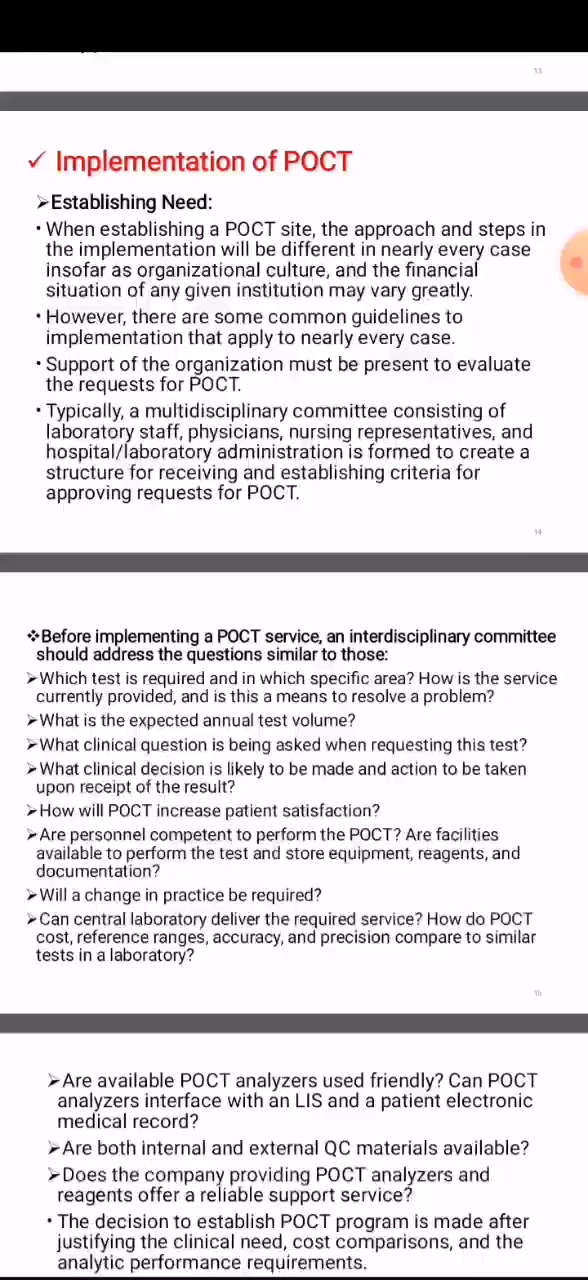 13
✓ Implementation of POCT
➢Establishing Need:
• When establishing a POCT site, the approach and steps in
the implementation will be different in nearly every case
insofar as organizational culture, and the financial
situation of any given institution may vary greatly.
• However, there are some common guidelines to
implementation that apply to nearly every case.
• Support of the organization must be present to evaluate
the requests for POCT.
• Typically, a multidisciplinary committee consisting of
laboratory staff, physicians, nursing representatives, and
hospital/laboratory administration is formed to create a
structure for receiving and establishing criteria for
approving requests for POCT.
14
❖Before implementing a POCT service, an interdisciplinary committee
should address the questions similar to those:
➢Which test is required and in which specific area? How is the service
currently provided, and is this a means to resolve a problem?
➢What is the expected annual test volume?
➢What clinical question is being asked when requesting this test?
➢What clinical decision is likely to be made and action to be taken
upon receipt of the result?
➢How will POCT increase patient satisfaction?
➢Are personnel competent to perform the POCT? Are facilities
available to perform the test and store equipment, reagents, and
documentation?
➢Will a change in practice be required?
➢Can central laboratory deliver the required service? How do POCT
cost, reference ranges, accuracy, and precision compare to similar
tests in a laboratory?
15
➢Are available POCT analyzers used friendly? Can POCT
analyzers interface with an LIS and a patient electronic
medical record?
➢Are both internal and external QC materials available?
➢Does the company providing POCT analyzers and
reagents offer a reliable support service?
• The decision to establish POCT program is made after
justifying the clinical need, cost comparisons, and the
analytic performance requirements.